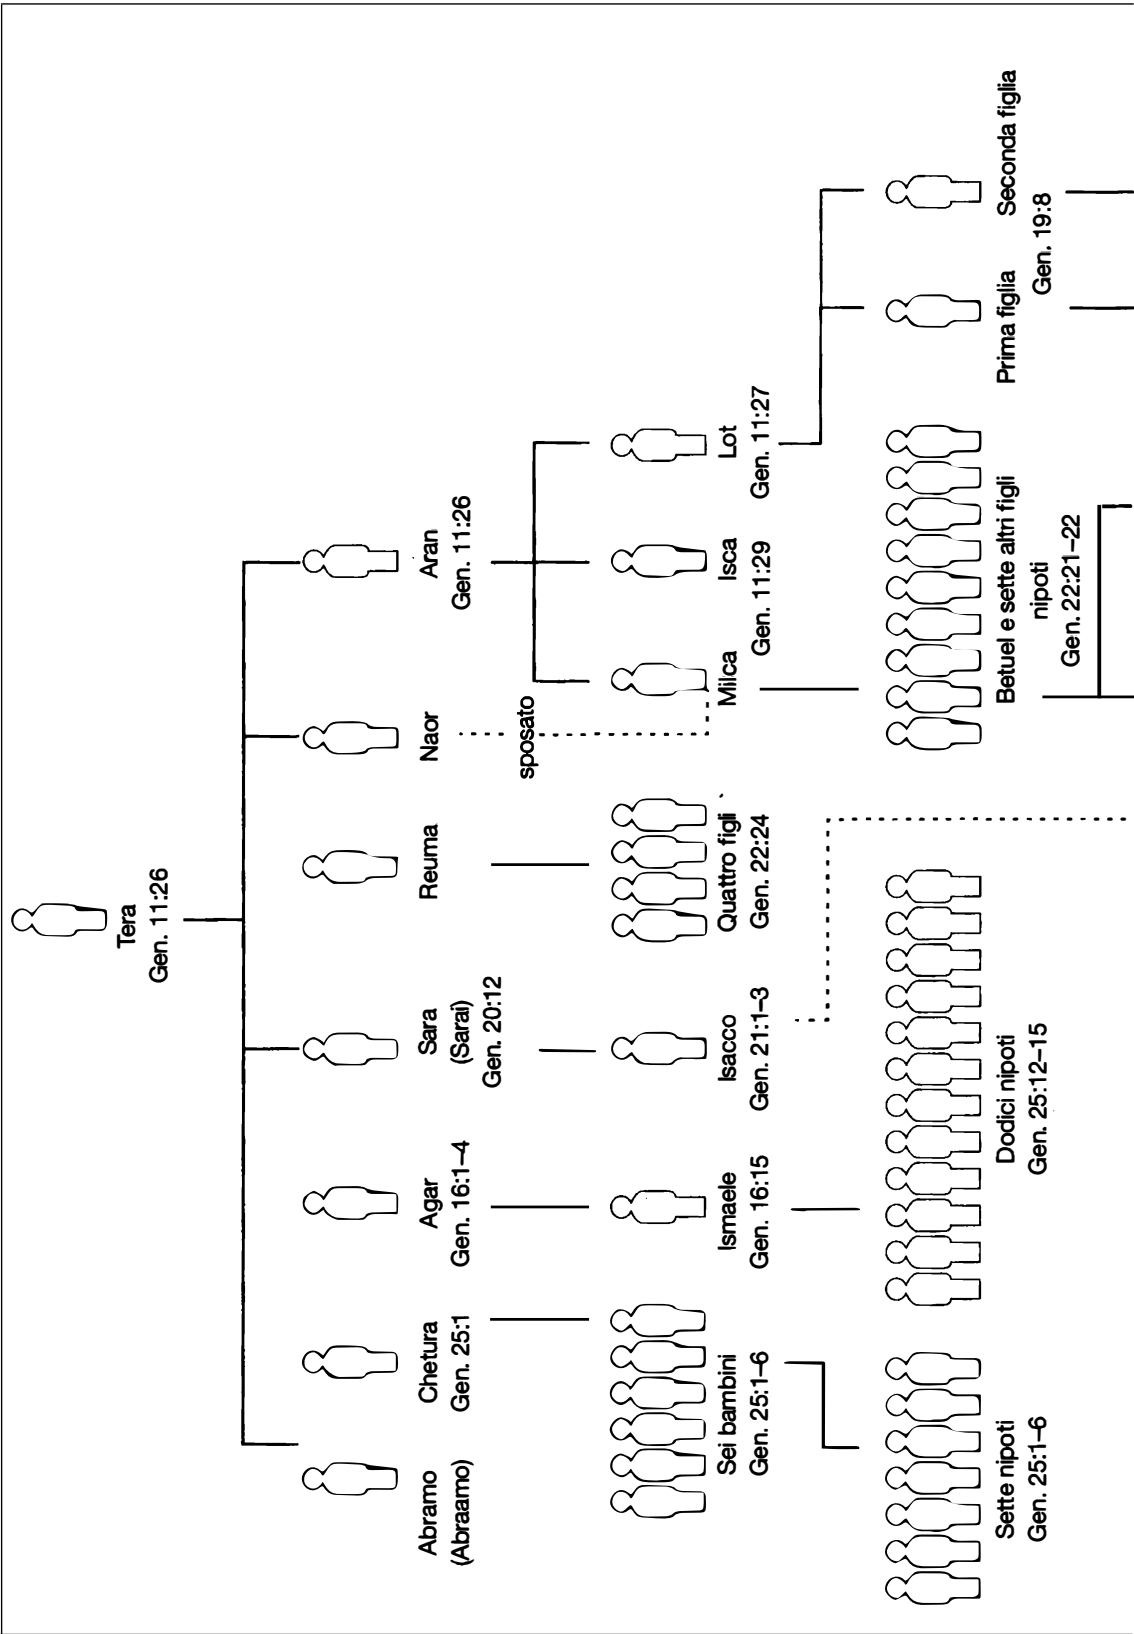 Tera
Gen. 11:26
Abramo
(Abraamo)
Chetura
Gen. 25:1
Agar
Gen. 16:1–4
Sara
(Sarai)
Gen. 20:12
Reuma
Naor
Aran
Gen. 11:26
sposato
Sei bambini
Gen. 25:1–6
Ismaele
Gen. 16:15
Isacco
Gen. 21:1–3
Quattro figli
Gen. 22:24
Milca
Isca
Gen. 11:29
Lot
Gen. 11:27
Sette nipoti
Gen. 25:1–6
Dodici nipoti
Gen. 25:12–15
Betuel e sette altri figli
nipoti
Gen. 22:21–22
Prima figlia
Seconda figlia
Gen. 19:8